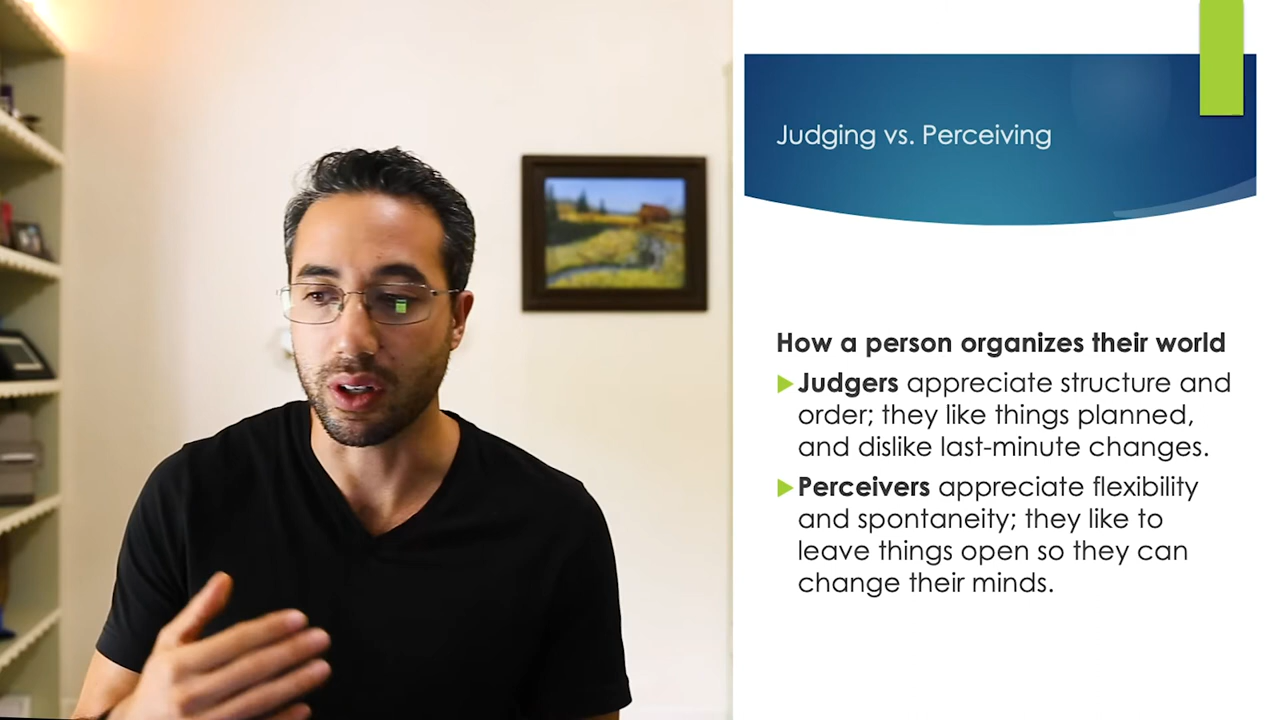 Judging vs. Perceiving
How a person organizes their world
Judgers appreciate structure and
order; they like things planned,
and dislike last-minute changes.
Perceivers appreciate flexibility
and spontaneity; they like to
leave things open so they can
change their minds.